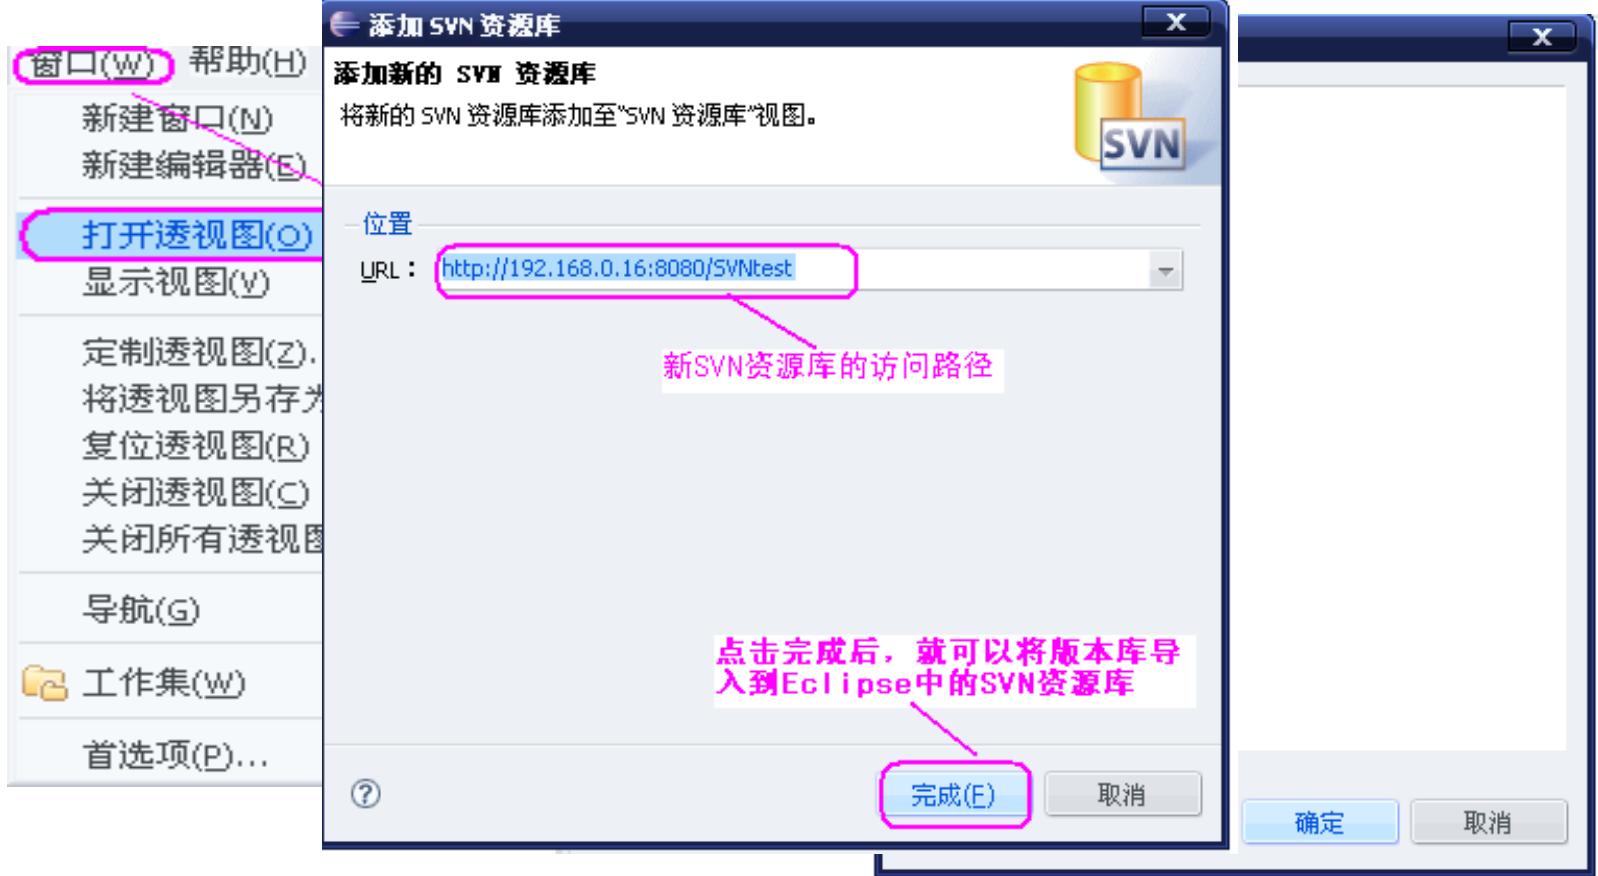 窗口(W) 帮助(H)
新建窗口(N)
新建编辑器(E)
打开透视图(O)
显示视图(V)
定制透视图(Z).
将透视图另存为
复位透视图(R)
关闭透视图(C)
关闭所有透视图
导航(G)
工作集(W)
首选项(P)...
添加 SVN 资源库
添加新的 SVN 资源库
将新的 SVN 资源库添加至"SVN 资源库"视图。
SVN
位置
URL：
http://192.168.0.16:8080/SVNtest
新SVN资源库的访问路径
点击完成后，就可以将版本库导
入到Eclipse中的SVN资源库
完成(F) 取消
确定 取消